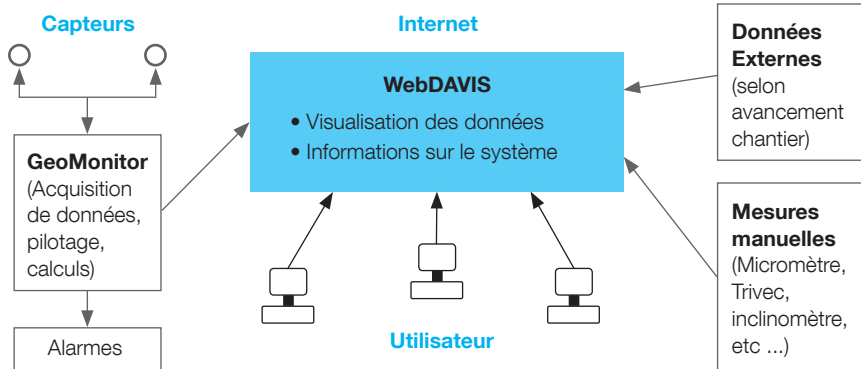 Capteurs
Internet
GeoMonitor
(Acquisition
de données,
pilotage,
calculs)
Alarmes
WebDAVIS
• Visualisation des données
• Informations sur le système
Utilisateur
Données
Externes
(selon
avancement
chantier)
Mesures
manuelles
(Micromètre,
Trivec,
inclinomètre,
etc ...)